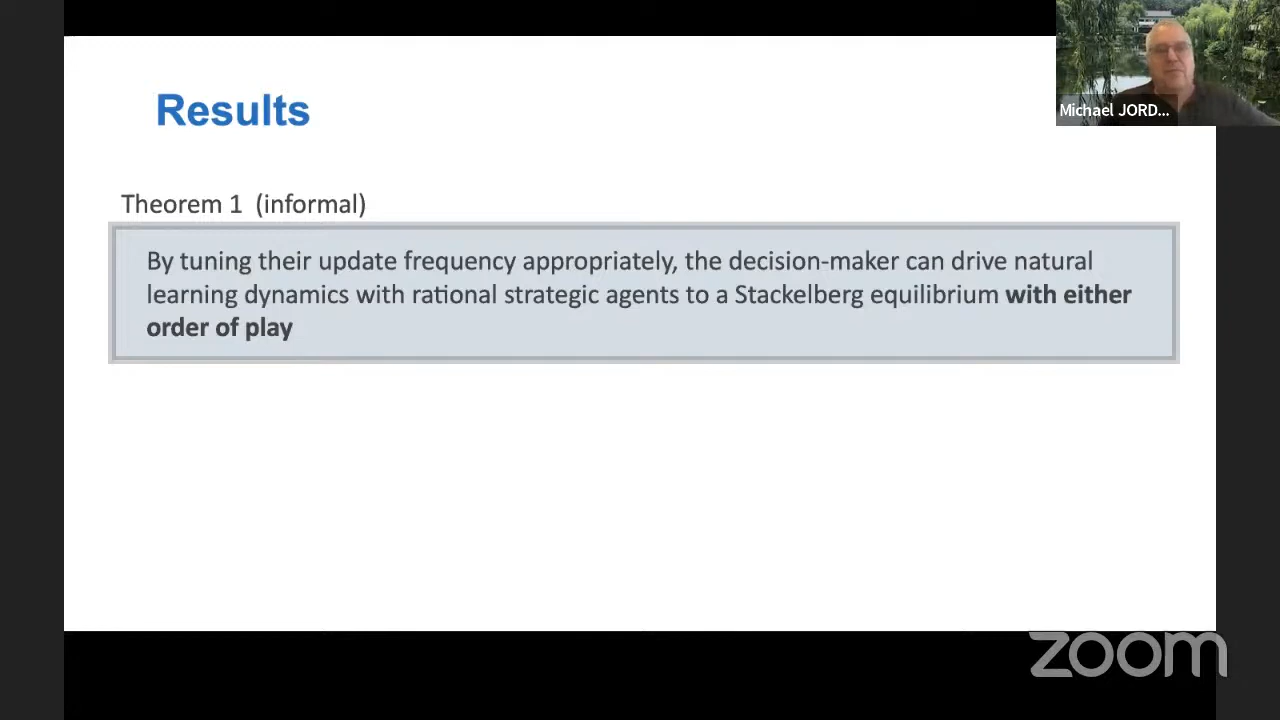 Michael JORD...
Results
Theorem 1 (informal)
By tuning their update frequency appropriately, the decision-maker can drive natural
learning dynamics with rational strategic agents to a Stackelberg equilibrium with either
order of play
zoom